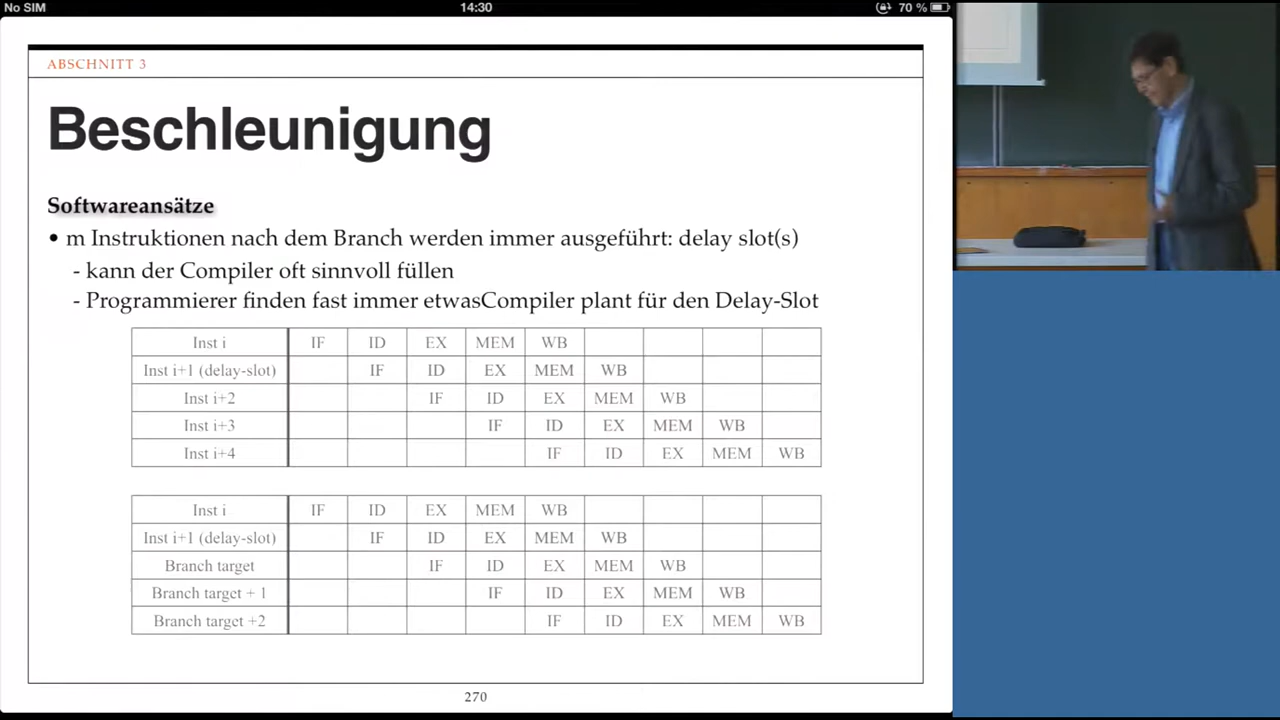 No SIM 14:30 70 %
ABSCHNITT 3
Beschleunigung
Softwareansätze
• m Instruktionen nach dem Branch werden immer ausgeführt: delay slot(s)
- kann der Compiler oft sinnvoll füllen
- Programmierer finden fast immer etwasCompiler plant für den Delay-Slot
Inst i IF ID EX MEM WB
Inst i+1 (delay-slot) IF ID EX MEM WB
Inst i+2 IF ID EX MEM WB
Inst i+3 IF ID EX MEM WB
Inst i+4 IF ID EX MEM WB
Inst i IF ID EX MEM WB
Inst i+1 (delay-slot) IF ID EX MEM WB
Branch target IF ID EX MEM WB
Branch target + 1 IF ID EX MEM WB
Branch target +2 IF ID EX MEM WB
270